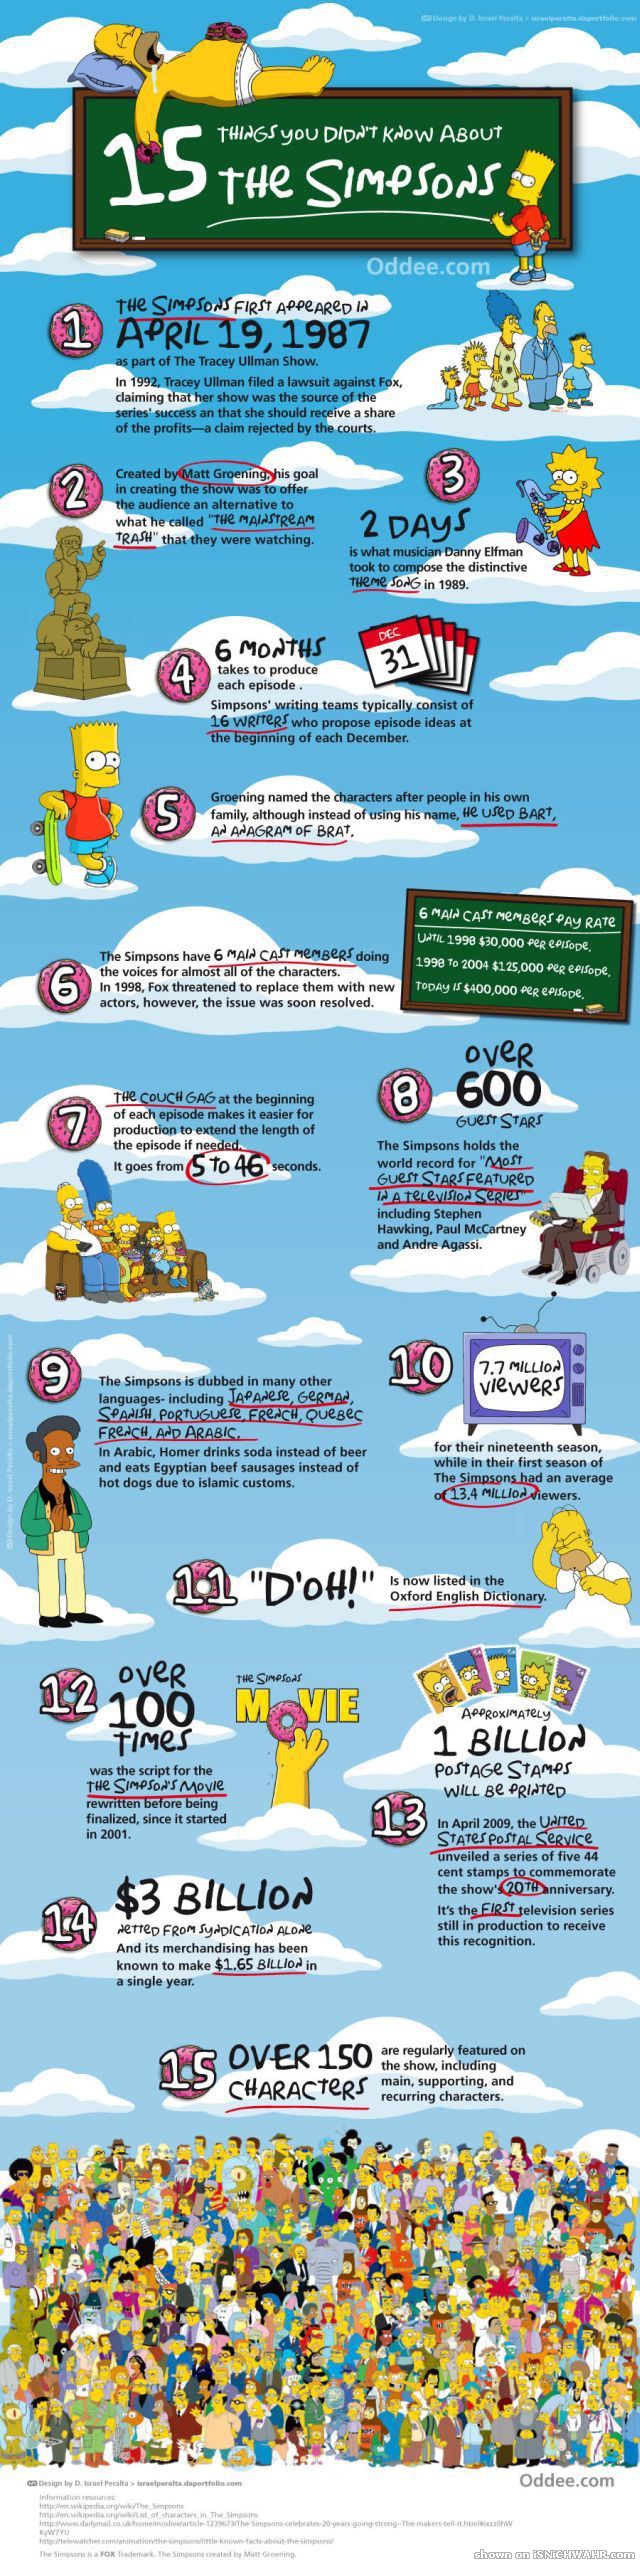 Design by D. Israel Peralta > israelperalta.daportfolio.com
15 THINGS YOU DIDN'T KNOW ABOUT
THE SIMPSONS
Oddee.com
1
THE SIMPSONS FIRST APPEARED IN
APRIL 19, 1987
as part of The Tracey Ullman Show.
In 1992, Tracey Ullman filed a lawsuit against Fox,
claiming that her show was the source of the
series' success an that she should receive a share
of the profits—a claim rejected by the courts.
2
Created by Matt Groening, his goal
in creating the show was to offer
the audience an alternative to
what he called "THE MAINSTREAM
TRASH" that they were watching.
3
2 DAYS
is what musician Danny Elfman
took to compose the distinctive
THEME SONG in 1989.
4
6 MONTHS
takes to produce
each episode .
DEC
31
Simpsons' writing teams typically consist of
16 WRITERS who propose episode ideas at
the beginning of each December.
5
Groening named the characters after people in his own
family, although instead of using his name, HE USED BART,
AN ANAGRAM OF BRAT.
6
The Simpsons have 6 MAIN CAST MEMBERS doing
the voices for almost all of the characters.
In 1998, Fox threatened to replace them with new
actors, however, the issue was soon resolved.
6 MAIN CAST MEMBERS PAY RATE
UNTIL 1998 $30,000 PER EPISODE.
1998 TO 2004 $125,000 PER EPISODE.
TODAY IS $400,000 PER EPISODE.
7
THE COUCH GAG at the beginning
of each episode makes it easier for
production to extend the length of
the episode if needed.
It goes from 5 TO 46 seconds.
8
OVER
600
GUEST STARS
The Simpsons holds the
world record for "MOST
GUEST STARS FEATURED
IN A TELEVISION SERIES"
including Stephen
Hawking, Paul McCartney
and Andre Agassi.
9
The Simpsons is dubbed in many other
languages- including JAPANESE, GERMAN,
SPANISH, PORTUGUESE, FRENCH, QUEBEC
FRENCH, AND ARABIC.
In Arabic, Homer drinks soda instead of beer
and eats Egyptian beef sausages instead of
hot dogs due to islamic customs.
Design by D. Israel Peralta > israelperalta.daportfolio.com
10
7.7 MILLION
VIEWERS
for their nineteenth season,
while in their first season of
The Simpsons had an average
of 13.4 MILLION viewers.
11
"D'OH!"
Is now listed in the
Oxford English Dictionary.
12
OVER
100
TIMES
was the script for the
THE SIMPSON'S MOVIE
rewritten before being
finalized, since it started
in 2001.
THE SIMPSONS
MOVIE
APPROXIMATELY
1 BILLION
POSTAGE STAMPS
WILL BE PRINTED
13
In April 2009, the UNITED
STATES POSTAL SERVICE
unveiled a series of five 44
cent stamps to commemorate
the show's 20TH anniversary.
It's the FIRST television series
still in production to receive
this recognition.
14
$3 BILLION
NETTED FROM SYNDICATION ALONE
And its merchandising has been
known to make $1.65 BILLION in
a single year.
15
OVER 150
CHARACTERS
are regularly featured on
the show, including
main, supporting, and
recurring characters.
Design by D. Israel Peralta > israelperalta.daportfolio.com
Oddee.com
Information resources:
http://en.wikipedia.org/wiki/The_Simpsons
http://en.wikipedia.org/wiki/List_of_characters_in_The_Simpsons
http://www.dailymail.co.uk/home/moslive/article-1239673/The-Simpsons-celebrates-20-years-going-strong--The-makers-tell-it.html#ixzz0hW
KyW7YU
http://telewatcher.com/animation/the-simpsons/little-known-facts-about-the-simpsons/
The Simpsons is a FOX Trademark. The Simpsons created by Matt Groening.
shown on iSNiCHWAHR.com